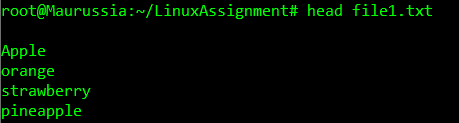 root@Maurussia:~/LinuxAssignment# head file1.txt
Apple
orange
strawberry
pineapple